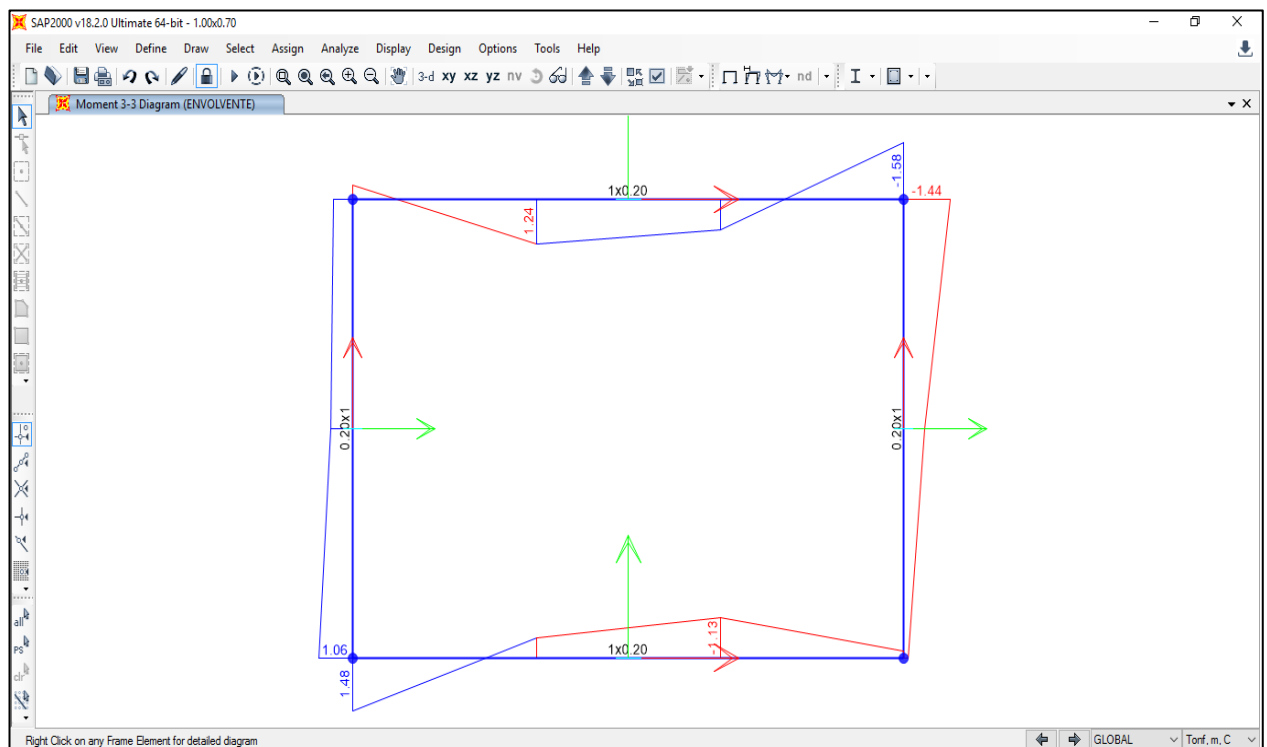 SAP2000 v18.2.0 Ultimate 64-bit - 1.00x0.70
File Edit View Define Draw Select Assign Analyze Display Design Options Tools Help
3-d xy xz yz nv nd
Moment 3-3 Diagram (ENVOLVENTE)
1x0.20
-1.58
-1.44
1.24
0.20x1
0.20x1
1.06
1.48
1x0.20
-1.13
all
PS
clr
Right Click on any Frame Element for detailed diagram
GLOBAL
Tonf, m, C